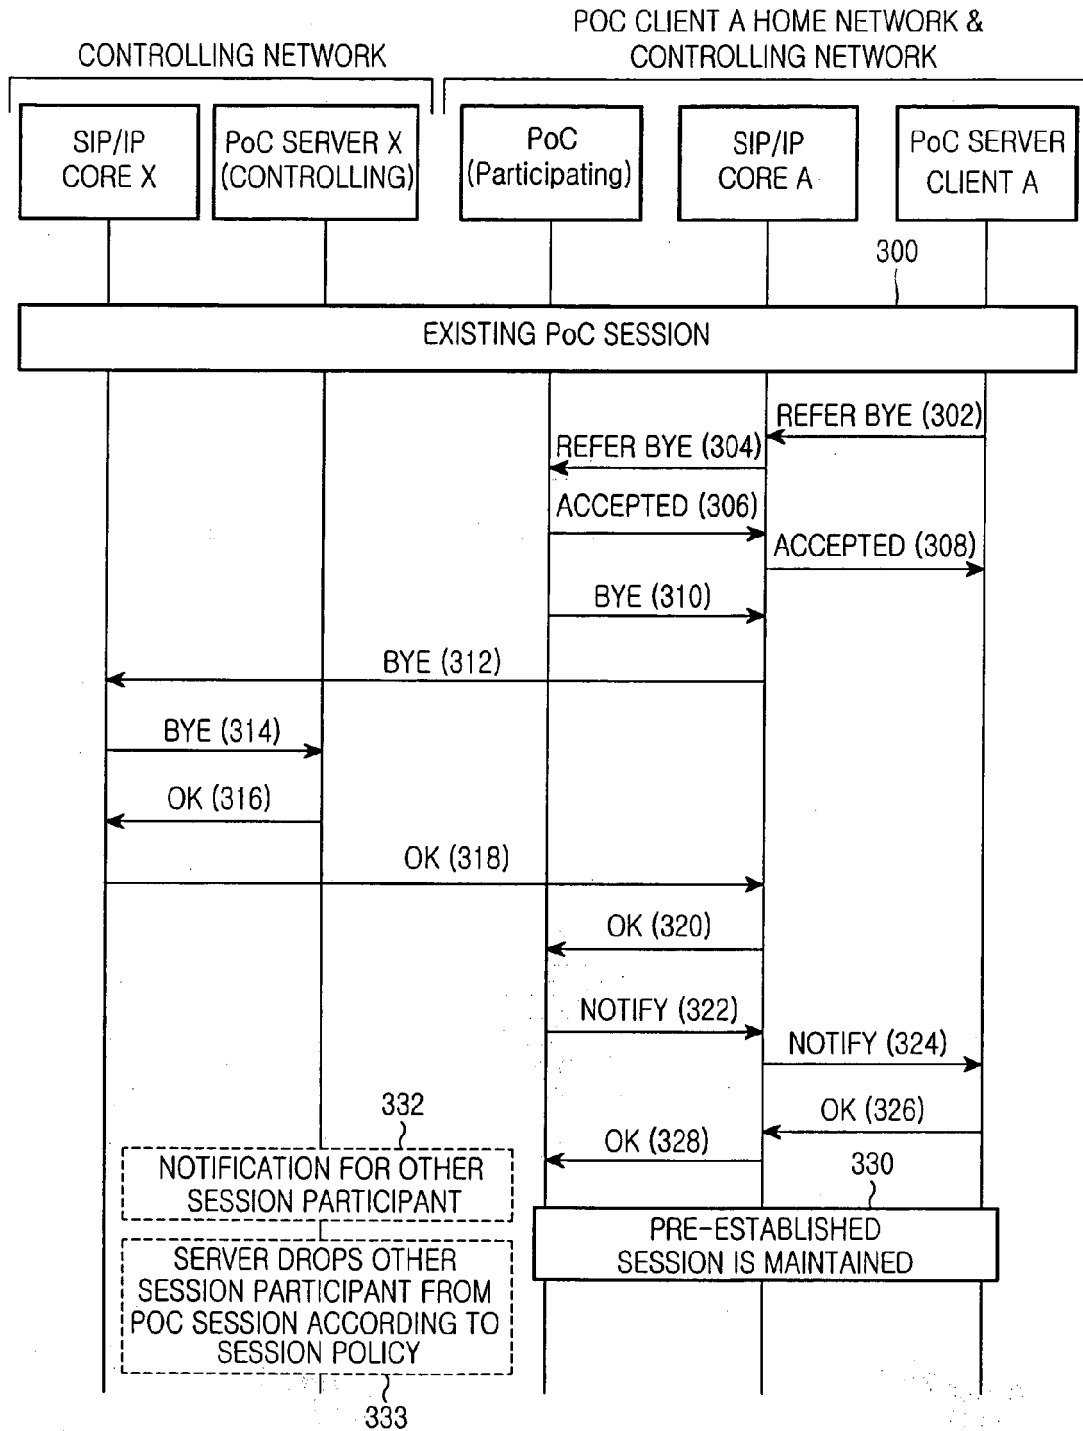 POC CLIENT A HOME NETWORK &
CONTROLLING NETWORK
CONTROLLING NETWORK
SIP/IP
CORE X
PoC SERVER X
(CONTROLLING)
PoC
(Participating)
SIP/IP
CORE A
PoC SERVER
CLIENT A
300
EXISTING PoC SESSION
REFER BYE (302)
REFER BYE (304)
ACCEPTED (306)
ACCEPTED (308)
BYE (310)
BYE (312)
BYE (314)
OK (316)
OK (318)
OK (320)
NOTIFY (322)
NOTIFY (324)
OK (326)
OK (328)
332
NOTIFICATION FOR OTHER
SESSION PARTICIPANT
330
PRE-ESTABLISHED
SESSION IS MAINTAINED
SERVER DROPS OTHER
SESSION PARTICIPANT FROM
POC SESSION ACCORDING TO
SESSION POLICY
333